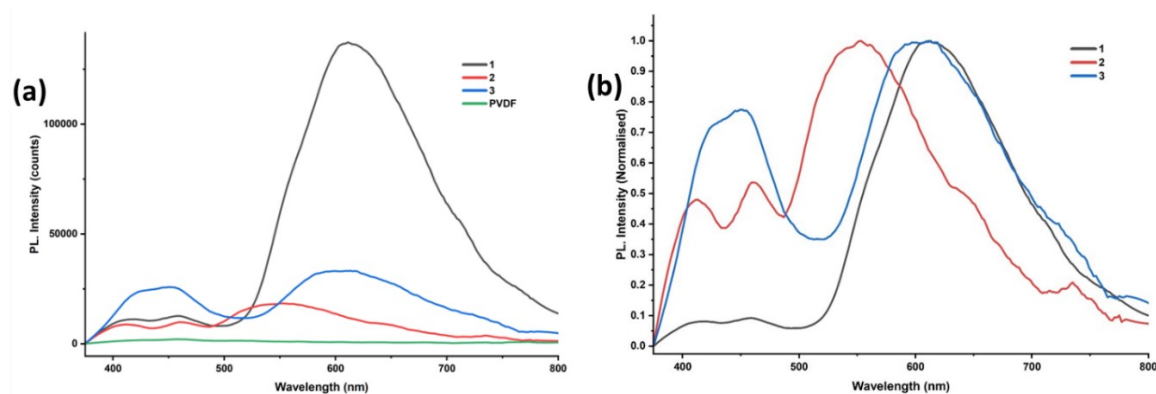 (a)
PL. Intensity (counts)
100000
50000
0
1
2
3
PVDF
400 500 600 700 800
Wavelength (nm)
(b)
PL. Intensity (Normalised)
1.0
0.9
0.8
0.7
0.6
0.5
0.4
0.3
0.2
0.1
0.0
1
2
3
400 500 600 700 800
Wavelength (nm)